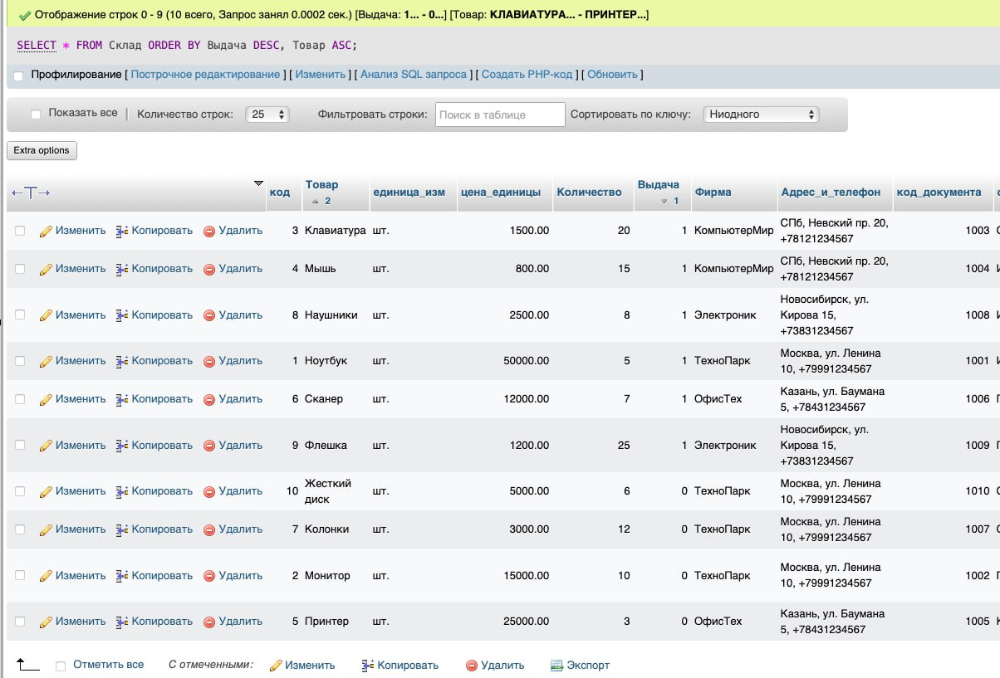 Отображение строк 0 - 9 (10 всего, Запрос занял 0.0002 сек.) [Выдача: 1... - 0...] [Товар: КЛАВИАТУРА... - ПРИНТЕР...]
SELECT * FROM Склад ORDER BY Выдача DESC, Товар ASC;
Профилирование [ Построчное редактирование ] [ Изменить ] [ Анализ SQL запроса ] [ Создать PHP-код ] [ Обновить ]
Показать все | Количество строк: 25 Фильтровать строки: Поиск в таблице Сортировать по ключу: Ниодного
Extra options
←T→ код Товар 2 единица_изм цена_единицы Количество Выдача 1 Фирма Адрес_и_телефон код_документа
Изменить Копировать Удалить 3 Клавиатура шт. 1500.00 20 1 КомпьютерМир СПб, Невский пр. 20, +78121234567 1003
Изменить Копировать Удалить 4 Мышь шт. 800.00 15 1 КомпьютерМир СПб, Невский пр. 20, +78121234567 1004
Изменить Копировать Удалить 8 Наушники шт. 2500.00 8 1 Электроник Новосибирск, ул. Кирова 15, +73831234567 1008
Изменить Копировать Удалить 1 Ноутбук шт. 50000.00 5 1 ТехноПарк Москва, ул. Ленина 10, +79991234567 1001
Изменить Копировать Удалить 6 Сканер шт. 12000.00 7 1 ОфисТех Казань, ул. Баумана 5, +78431234567 1006
Изменить Копировать Удалить 9 Флешка шт. 1200.00 25 1 Электроник Новосибирск, ул. Кирова 15, +73831234567 1009
Изменить Копировать Удалить 10 Жесткий диск шт. 5000.00 6 0 ТехноПарк Москва, ул. Ленина 10, +79991234567 1010
Изменить Копировать Удалить 7 Колонки шт. 3000.00 12 0 ТехноПарк Москва, ул. Ленина 10, +79991234567 1007
Изменить Копировать Удалить 2 Монитор шт. 15000.00 10 0 ТехноПарк Москва, ул. Ленина 10, +79991234567 1002
Изменить Копировать Удалить 5 Принтер шт. 25000.00 3 0 ОфисТех Казань, ул. Баумана 5, +78431234567 1005
Отметить все С отмеченными: Изменить Копировать Удалить Экспорт